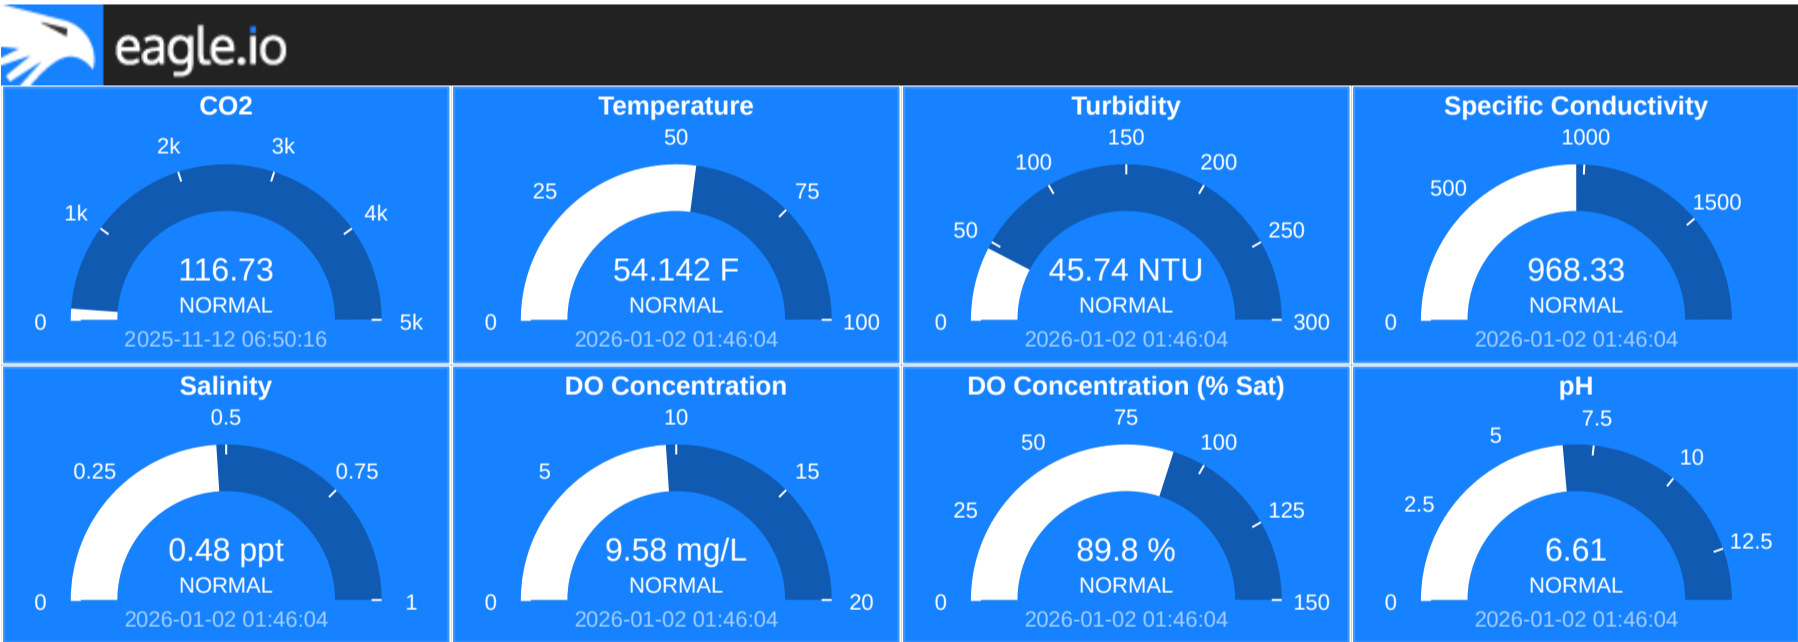 eagle.io
CO2
0
1k
2k
3k
4k
5k
116.73
NORMAL
2025-11-12 06:50:16
Temperature
0
25
50
75
100
54.142 F
NORMAL
2026-01-02 01:46:04
Turbidity
0
50
100
150
200
250
300
45.74 NTU
NORMAL
2026-01-02 01:46:04
Specific Conductivity
0
500
1000
1500
968.33
NORMAL
2026-01-02 01:46:04
Salinity
0
0.25
0.5
0.75
1
0.48 ppt
NORMAL
2026-01-02 01:46:04
DO Concentration
0
5
10
15
20
9.58 mg/L
NORMAL
2026-01-02 01:46:04
DO Concentration (% Sat)
0
25
50
75
100
125
150
89.8 %
NORMAL
2026-01-02 01:46:04
pH
0
2.5
5
7.5
10
12.5
6.61
NORMAL
2026-01-02 01:46:04